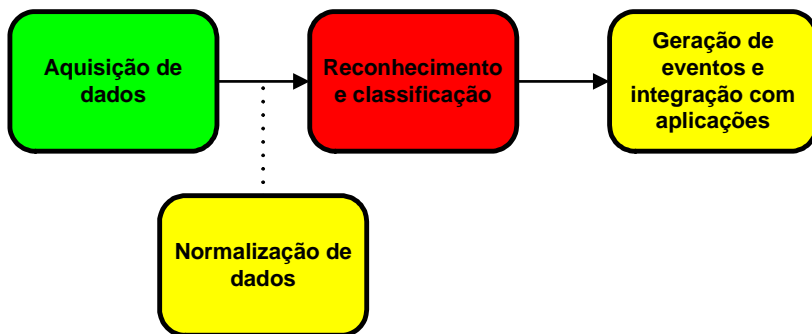 Aquisição de
dados
Reconhecimento
e classificação
Geração de
eventos e
integração com
aplicações
Normalização de
dados